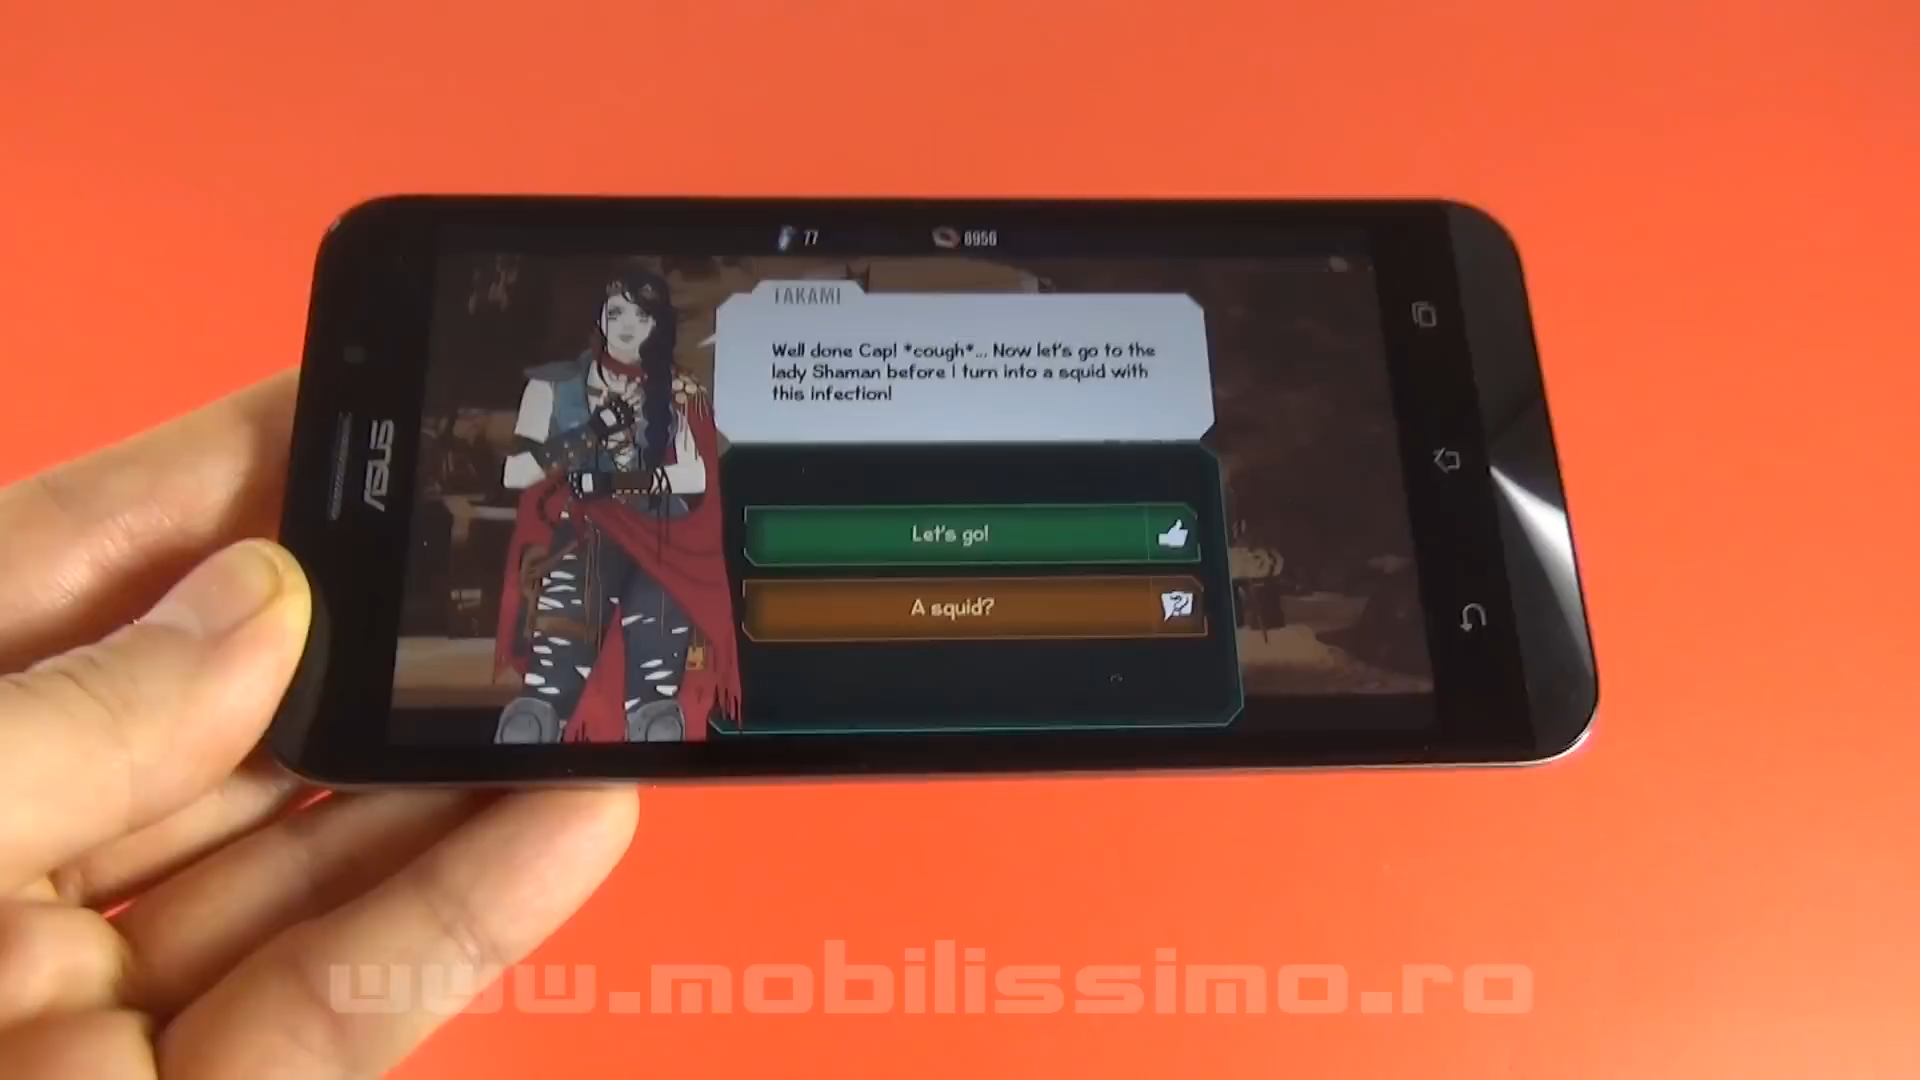 77
6956
TAKAMI
Well done Cap! *cough*... Now let's go to the
lady Shaman before I turn into a squid with
this infection!
Let's go!
A squid?
ASUS
www.mobilissimo.ro